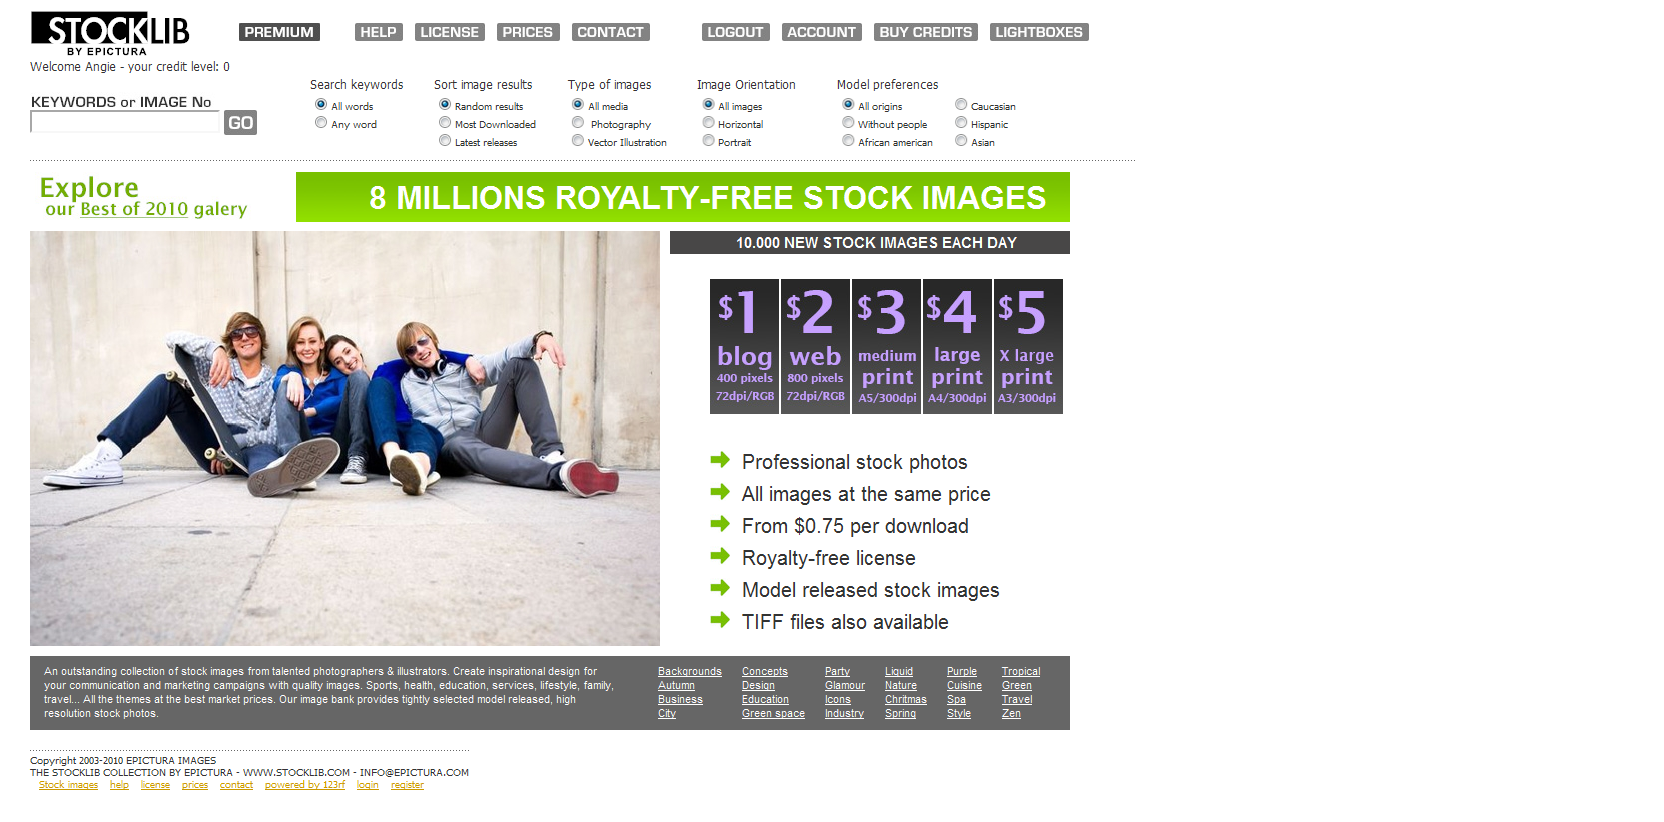 STOCKLIB
BY EPICTURA
PREMIUM HELP LICENSE PRICES CONTACT LOGOUT ACCOUNT BUY CREDITS LIGHTBOXES
Welcome Angie - your credit level: 0
KEYWORDS or IMAGE No
GO
Search keywords
All words
Any word
Sort image results
Random results
Most Downloaded
Latest releases
Type of images
All media
Photography
Vector Illustration
Image Orientation
All images
Horizontal
Portrait
Model preferences
All origins
Without people
African american
Caucasian
Hispanic
Asian
Explore
our Best of 2010 galery
8 MILLIONS ROYALTY-FREE STOCK IMAGES
10.000 NEW STOCK IMAGES EACH DAY
$1
blog
400 pixels
72dpi/RGB
$2
web
800 pixels
72dpi/RGB
$3
medium
print
A5/300dpi
$4
large
print
A4/300dpi
$5
X large
print
A3/300dpi
Professional stock photos
All images at the same price
From $0.75 per download
Royalty-free license
Model released stock images
TIFF files also available
An outstanding collection of stock images from talented photographers & illustrators. Create inspirational design for
your communication and marketing campaigns with quality images. Sports, health, education, services, lifestyle, family,
travel... All the themes at the best market prices. Our image bank provides tightly selected model released, high
resolution stock photos.
Backgrounds Concepts Party Liquid Purple Tropical
Autumn Design Glamour Nature Cuisine Green
Business Education Icons Chritmas Spa Travel
City Green space Industry Spring Style Zen
Copyright 2003-2010 EPICTURA IMAGES
THE STOCKLIB COLLECTION BY EPICTURA - WWW.STOCKLIB.COM - INFO@EPICTURA.COM
Stock images help license prices contact powered by 123rf login register